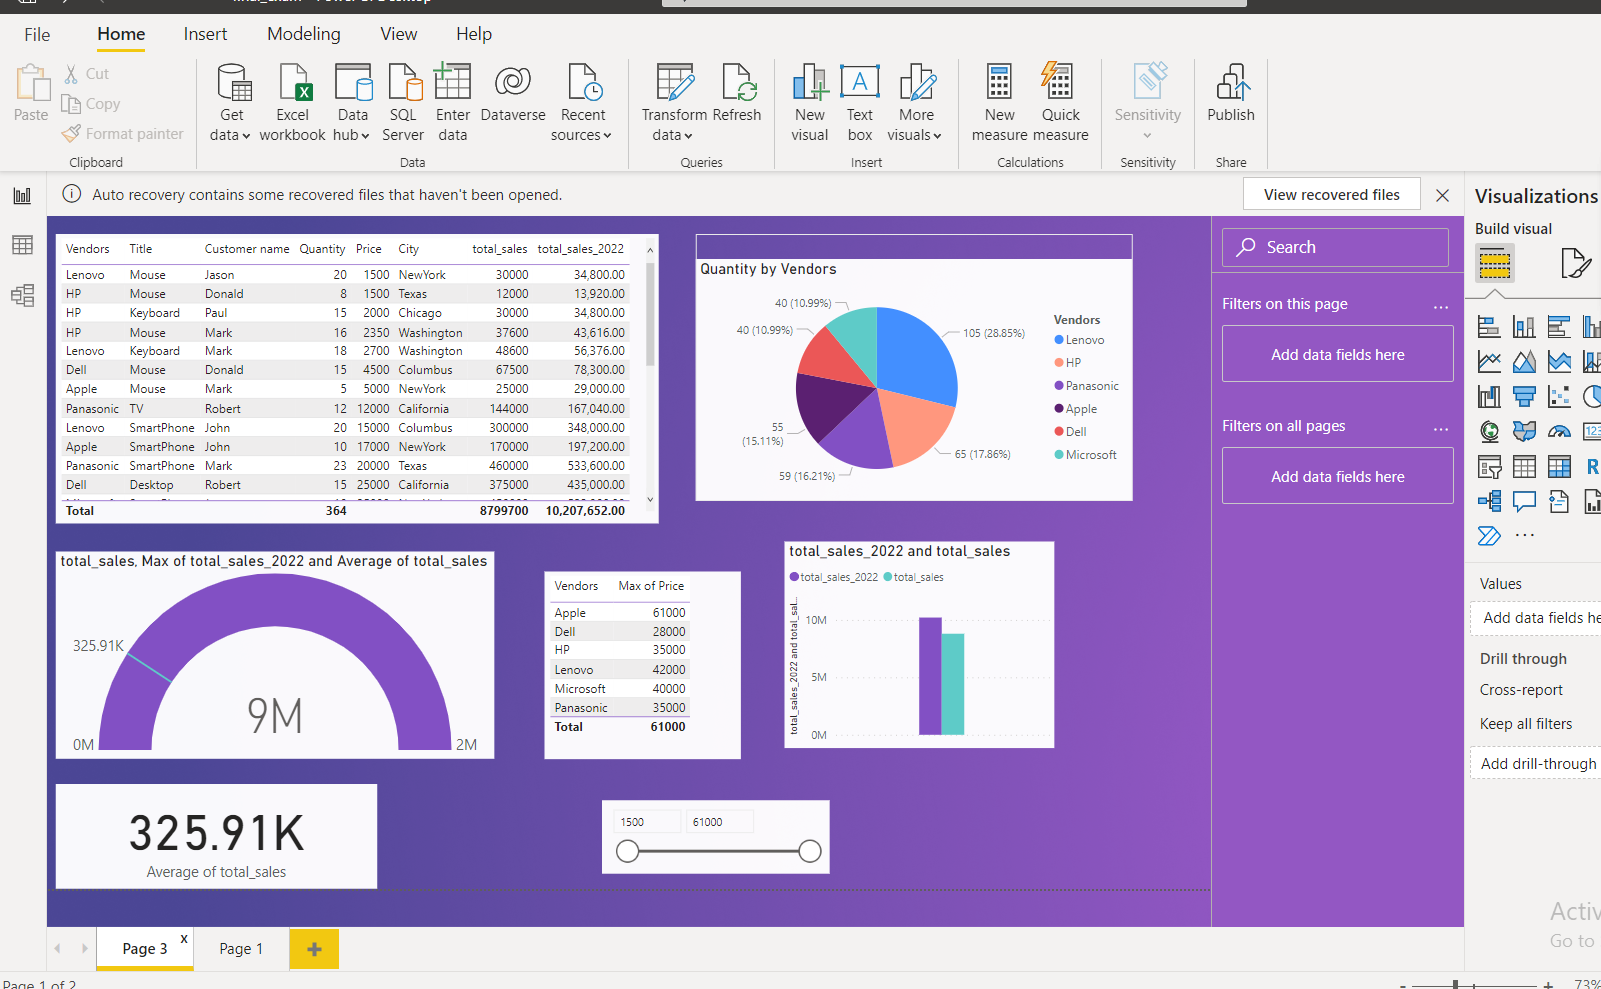 File Home Insert Modeling View Help
Paste
Cut
Copy
Format painter
Clipboard
Get data
Excel workbook
Data hub
SQL Server
Enter data
Dataverse
Recent sources
Data
Transform data
Refresh
Queries
New visual
Text box
More visuals
Insert
New measure
Quick measure
Calculations
Sensitivity
Sensitivity
Publish
Share
Auto recovery contains some recovered files that haven't been opened.
View recovered files
Vendors Title Customer name Quantity Price City total_sales total_sales_2022
Lenovo Mouse Jason 20 1500 NewYork 30000 34,800.00
HP Mouse Donald 8 1500 Texas 12000 13,920.00
HP Keyboard Paul 15 2000 Chicago 30000 34,800.00
HP Mouse Mark 16 2350 Washington 37600 43,616.00
Lenovo Keyboard Mark 18 2700 Washington 48600 56,376.00
Dell Mouse Donald 15 4500 Columbus 67500 78,300.00
Apple Mouse Mark 5 5000 NewYork 25000 29,000.00
Panasonic TV Robert 12 12000 California 144000 167,040.00
Lenovo SmartPhone John 20 15000 Columbus 300000 348,000.00
Apple SmartPhone John 10 17000 NewYork 170000 197,200.00
Panasonic SmartPhone Mark 23 20000 Texas 460000 533,600.00
Dell Desktop Robert 15 25000 California 375000 435,000.00
Total 364 8799700 10,207,652.00
Quantity by Vendors
40 (10.99%)
40 (10.99%)
105 (28.85%)
55
(15.11%)
59 (16.21%)
65 (17.86%)
Vendors
Lenovo
HP
Panasonic
Apple
Dell
Microsoft
total_sales, Max of total_sales_2022 and Average of total_sales
325.91K
9M
0M
2M
Vendors Max of Price
Apple 61000
Dell 28000
HP 35000
Lenovo 42000
Microsoft 40000
Panasonic 35000
Total 61000
total_sales_2022 and total_sales
total_sales_2022 total_sales
total_sales_2022 and total_sal...
10M
5M
0M
325.91K
Average of total_sales
1500 61000
Search
Filters on this page ...
Add data fields here
Filters on all pages ...
Add data fields here
Visualizations
Build visual
123
R
...
Values
Add data fields he
Drill through
Cross-report
Keep all filters
Add drill-through
Activ
Go to
Page 3 x
Page 1
+
Page 1 of 2
- + 73%